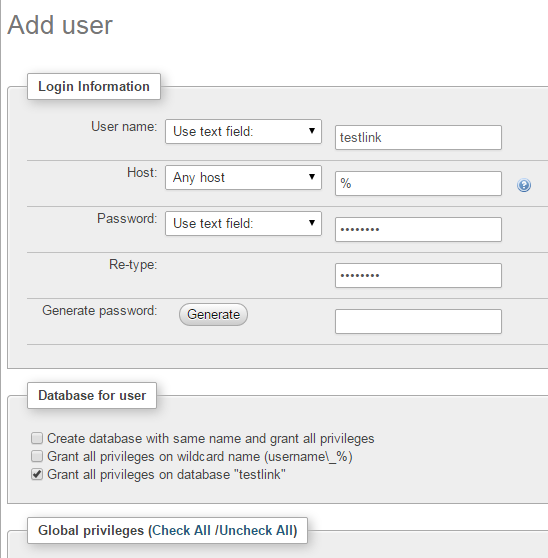 Add user
Login Information
User name: Use text field: testlink
Host: Any host %
Password: Use text field: ••••••••
Re-type: ••••••••
Generate password: Generate
Database for user
Create database with same name and grant all privileges
Grant all privileges on wildcard name (username\_%)
Grant all privileges on database "testlink"
Global privileges (Check All /Uncheck All)